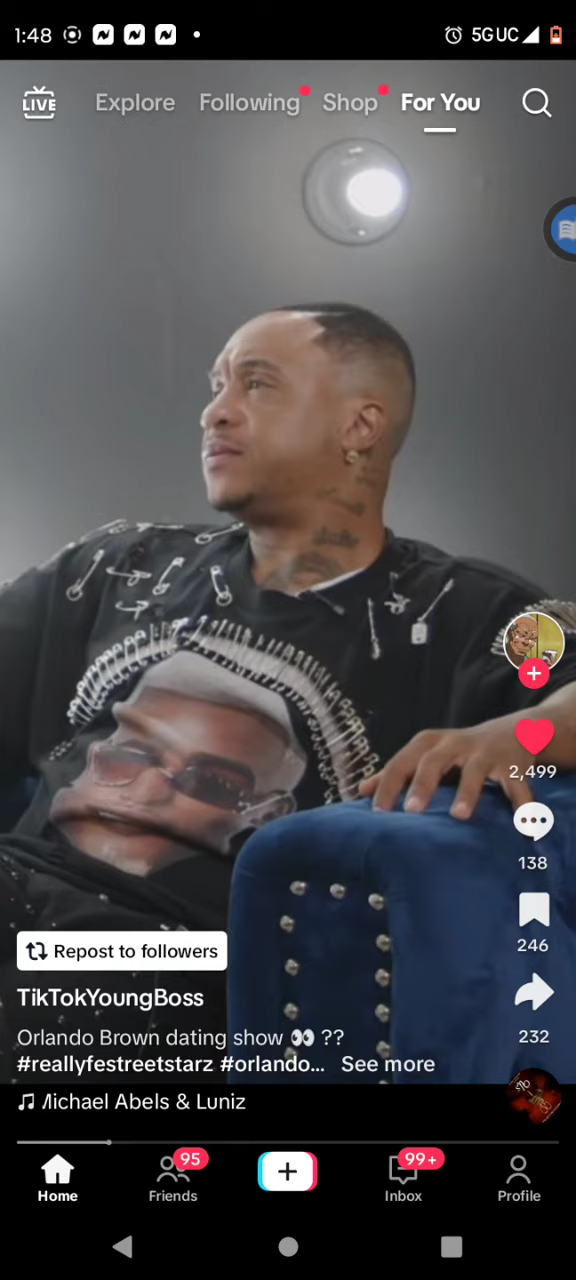 1:48
5G UC
LIVE
Explore
Following
Shop
For You
2,499
138
246
232
Repost to followers
TikTokYoungBoss
Orlando Brown dating show 👀 ??
#reallyfestreetstarz #orlando... See more
Michael Abels & Luniz
95
99+
Home
Friends
Inbox
Profile